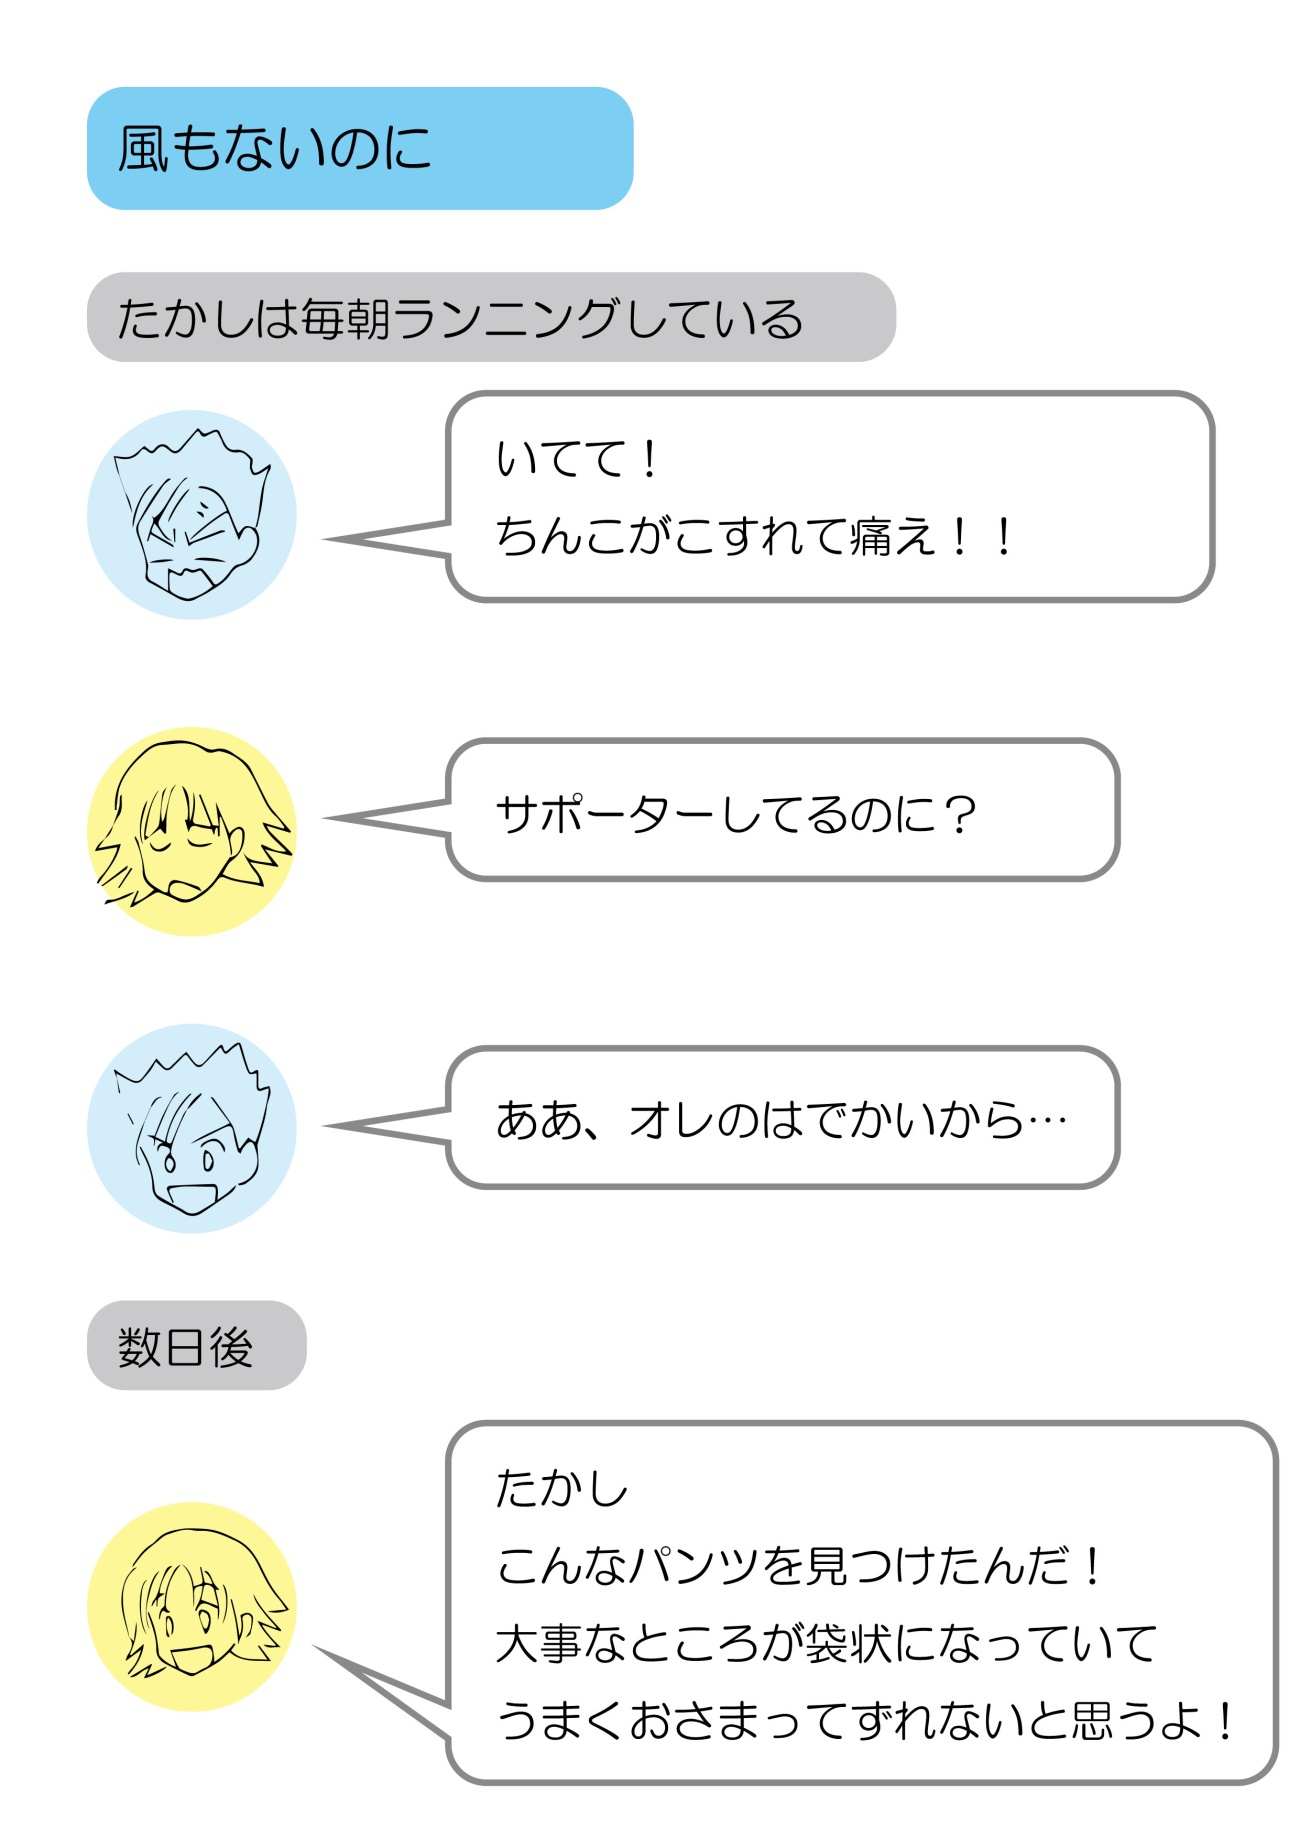 風もないのに
たかしは毎朝ランニングしている
いてて！
ちんこがこすれて痛え！！
サポーターしてるのに？
ああ、オレのはでかいから…
数日後
たかし
こんなパンツを見つけたんだ！
大事なところが袋状になっていて
うまくおさまってずれないと思うよ！